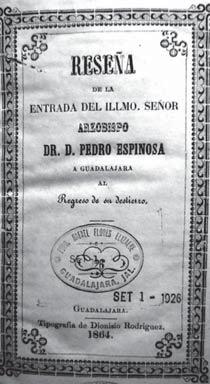 RESEÑA
DE LA
ENTRADA DEL ILLMO. SEÑOR
ARZOBISPO
DR. D. PEDRO ESPINOSA
A GUADALAJARA
AL
Regreso de su destierro.
GUADALAJARA, JAL.
SET 1 - 1926
GUADALAJARA.
Tipografia de Dionisio Rodriguez.
1864.